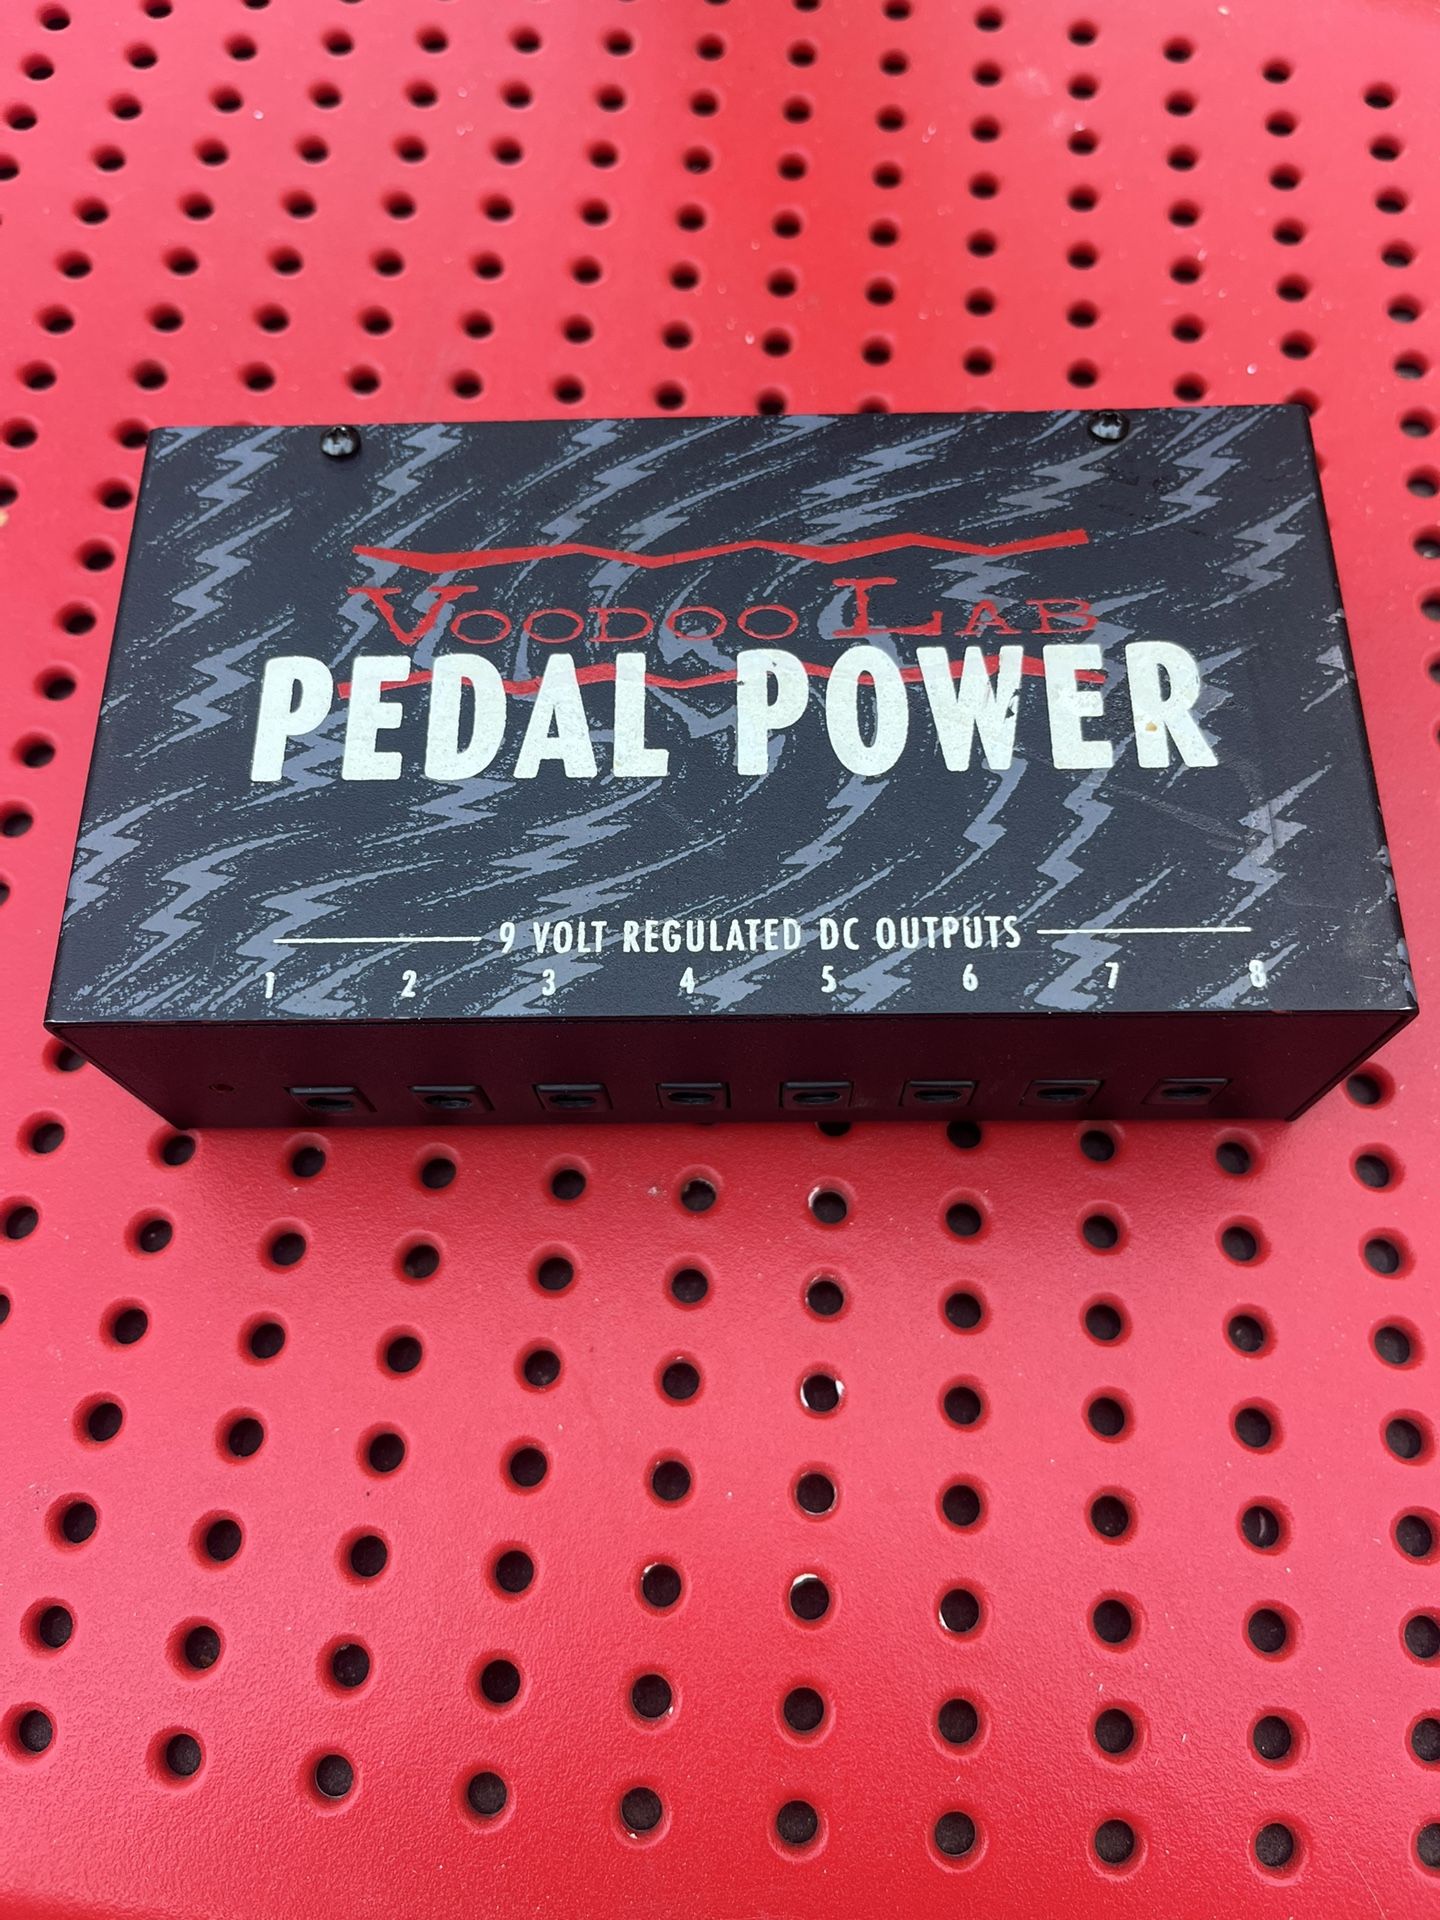 VOODOO LAB
PEDAL POWER
9 VOLT REGULATED DC OUTPUTS
1 2 3 4 5 6 7 8